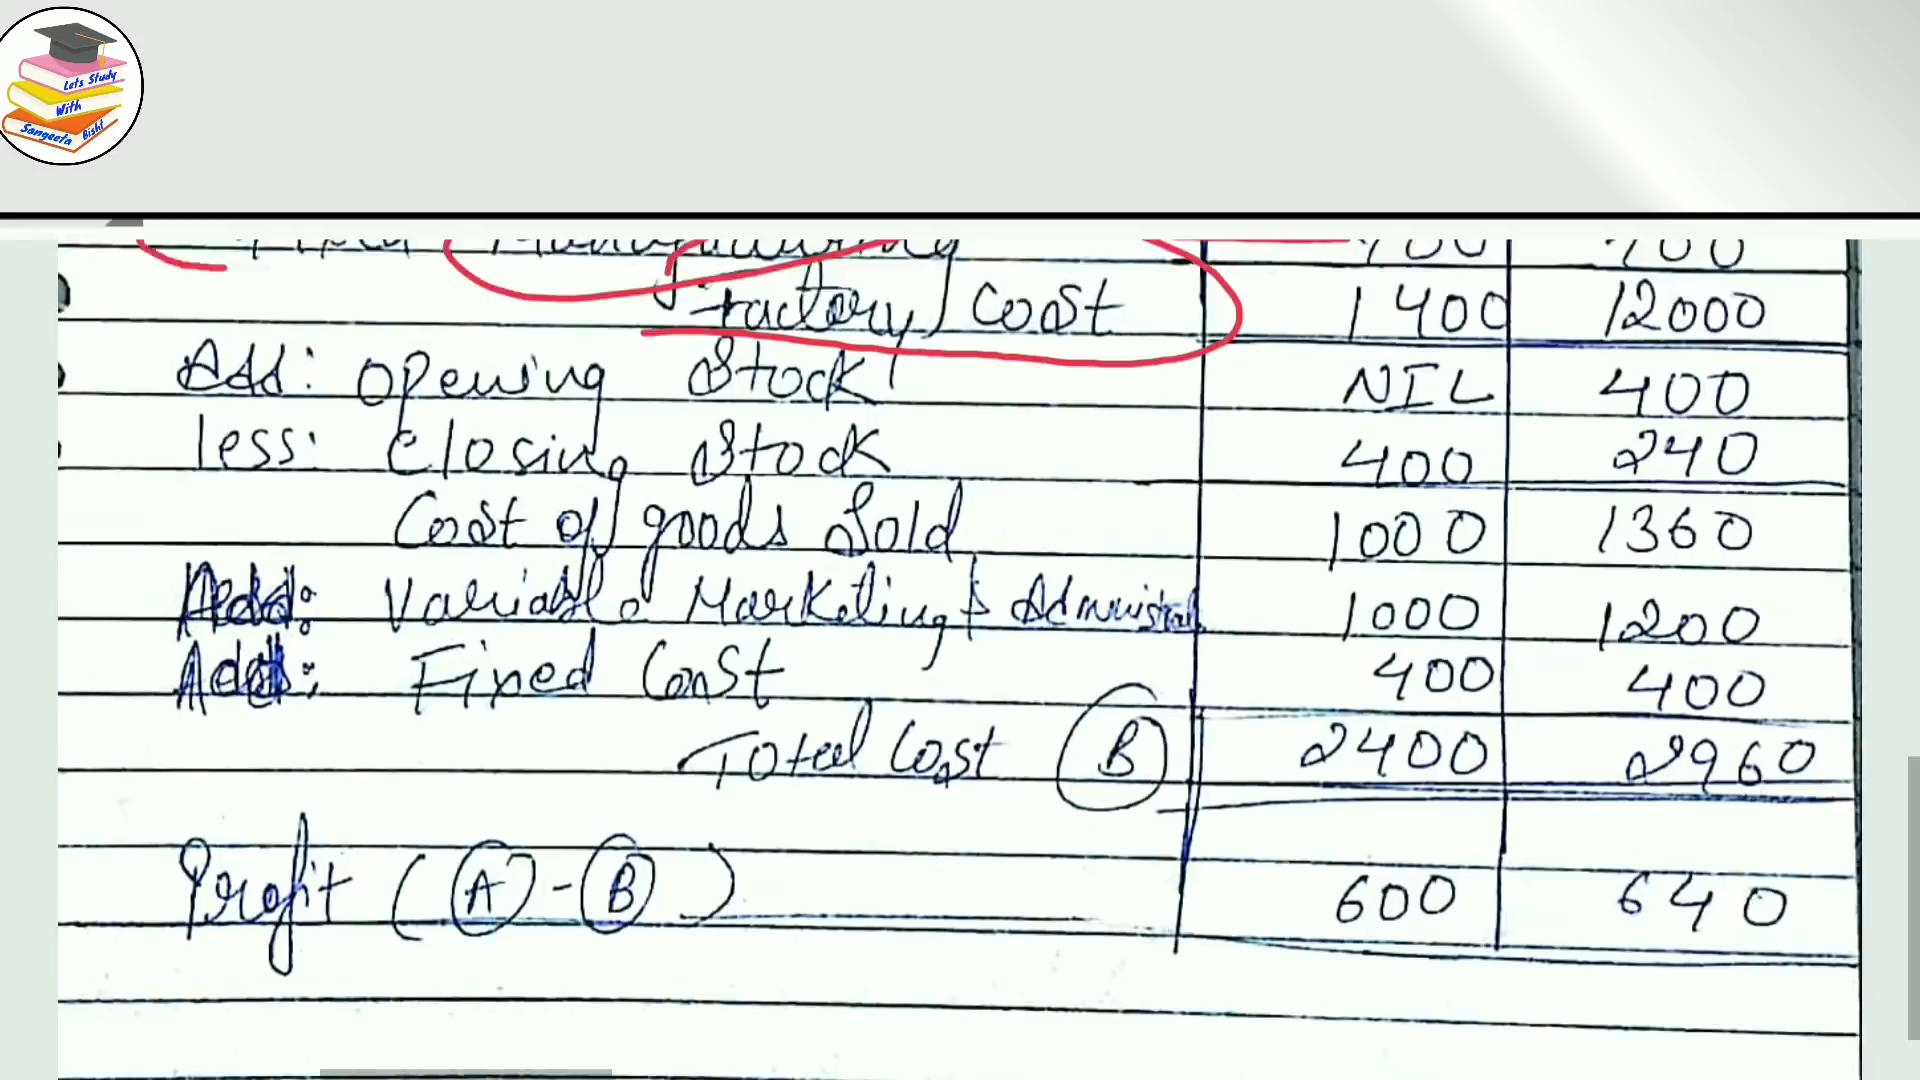 Lets Study
With
Sangeeta Bisht
Manufacturing
Factory Cost 1400 12000
Add: Opening Stock NIL 400
less: Closing Stock 400 240
Cost of goods Sold 1000 1360
Add: Variable Marketing & Administrat 1000 1200
Add: Fixed Cost 400 400
Total Cost B 2400 2960
Profit (A - B) 600 640